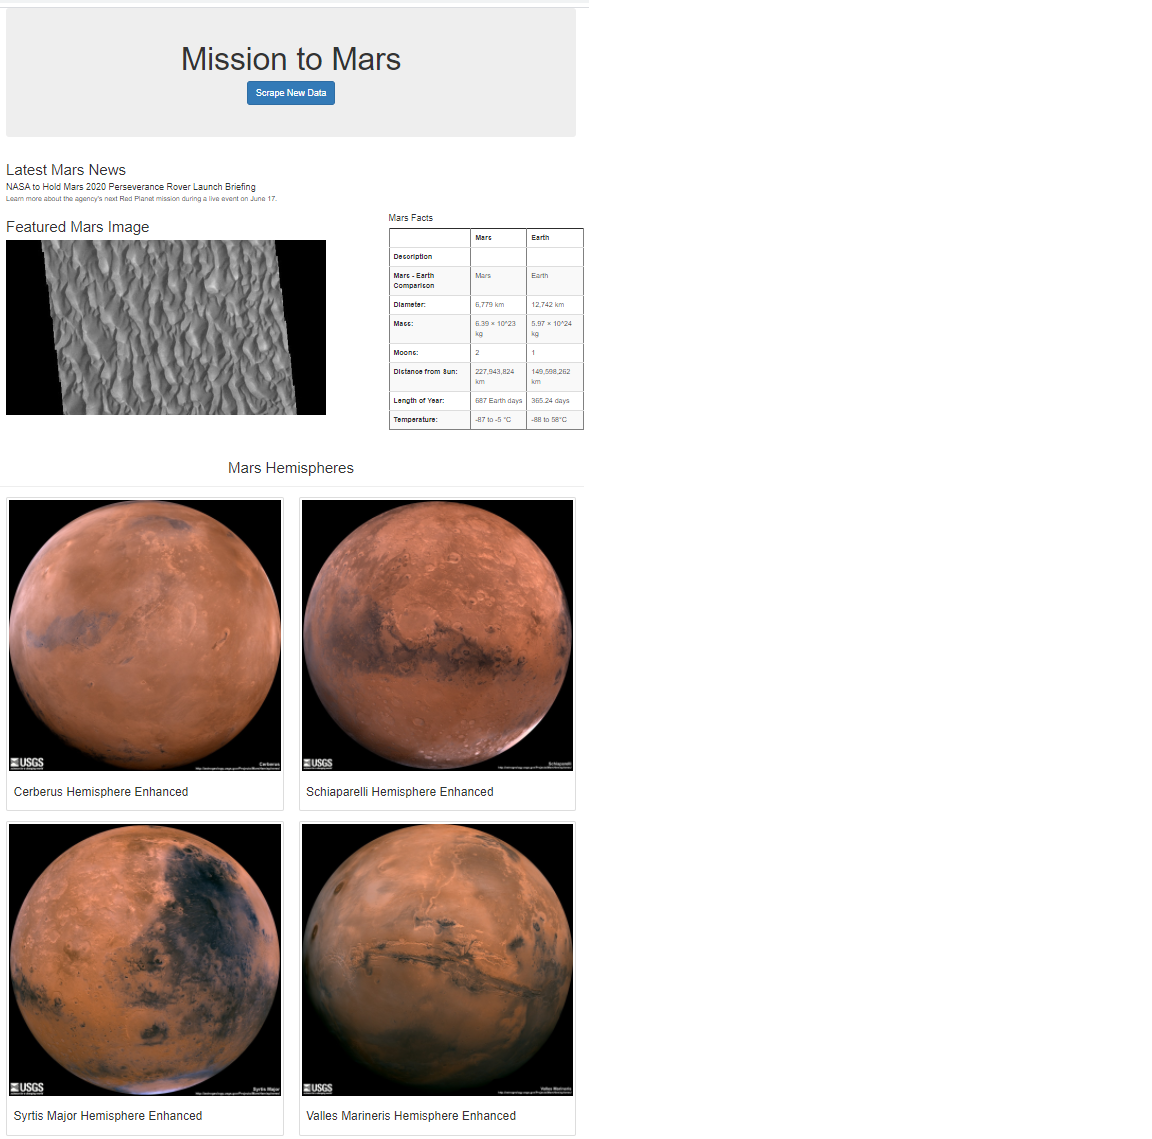 Mission to Mars
Scrape New Data
Latest Mars News
NASA to Hold Mars 2020 Perseverance Rover Launch Briefing
Learn more about the agency's next Red Planet mission during a live event on June 17.
Featured Mars Image
Mars Facts
Mars Earth
Description
Mars - Earth Comparison Mars Earth
Diameter: 6,779 km 12,742 km
Mass: 6.39 × 10^23 kg 5.97 × 10^24 kg
Moons: 2 1
Distance from Sun: 227,943,824 km 149,598,262 km
Length of Year: 687 Earth days 365.24 days
Temperature: -87 to -5 °C -88 to 58°C
Mars Hemispheres
USGS
Cerberus
USGS
Schiaparelli
Cerberus Hemisphere Enhanced
Schiaparelli Hemisphere Enhanced
USGS
Syrtis Major
USGS
Valles Marineris
Syrtis Major Hemisphere Enhanced
Valles Marineris Hemisphere Enhanced